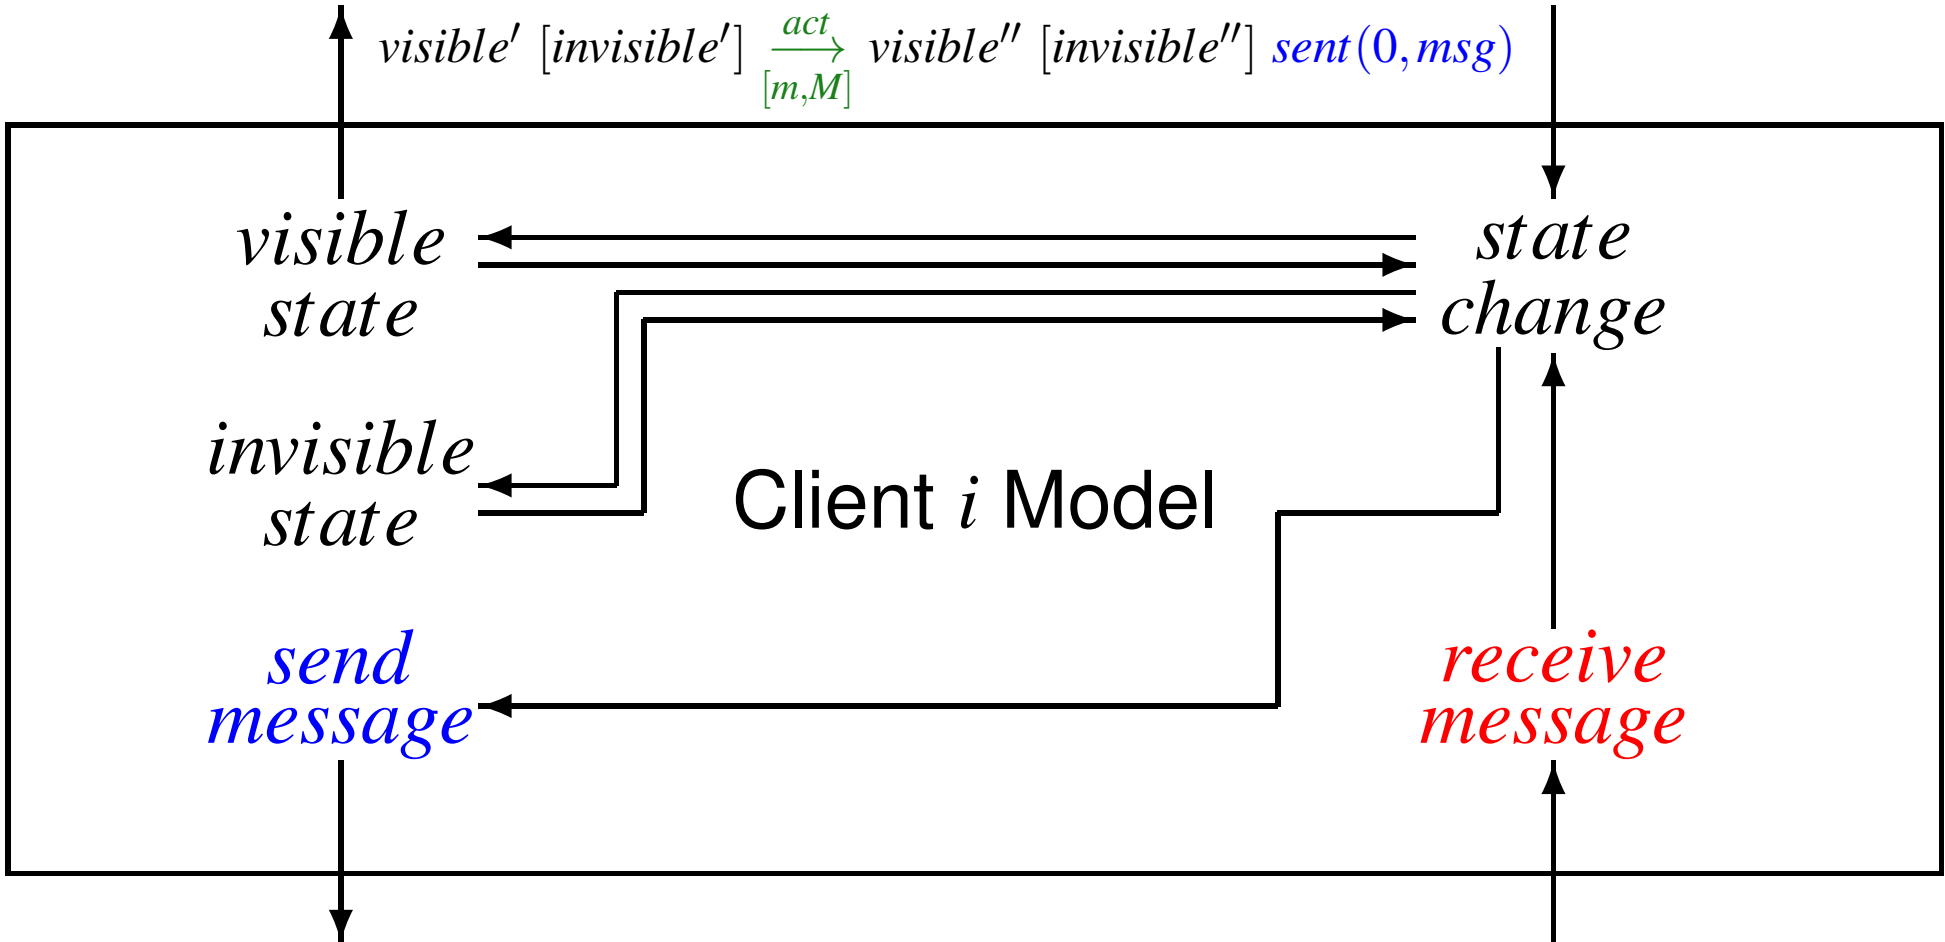 visible′ [invisible′] act⟶[m,M] visible″ [invisible″] sent(0,msg)
visible
state
state
change
invisible
state
Client i Model
send
message
receive
message